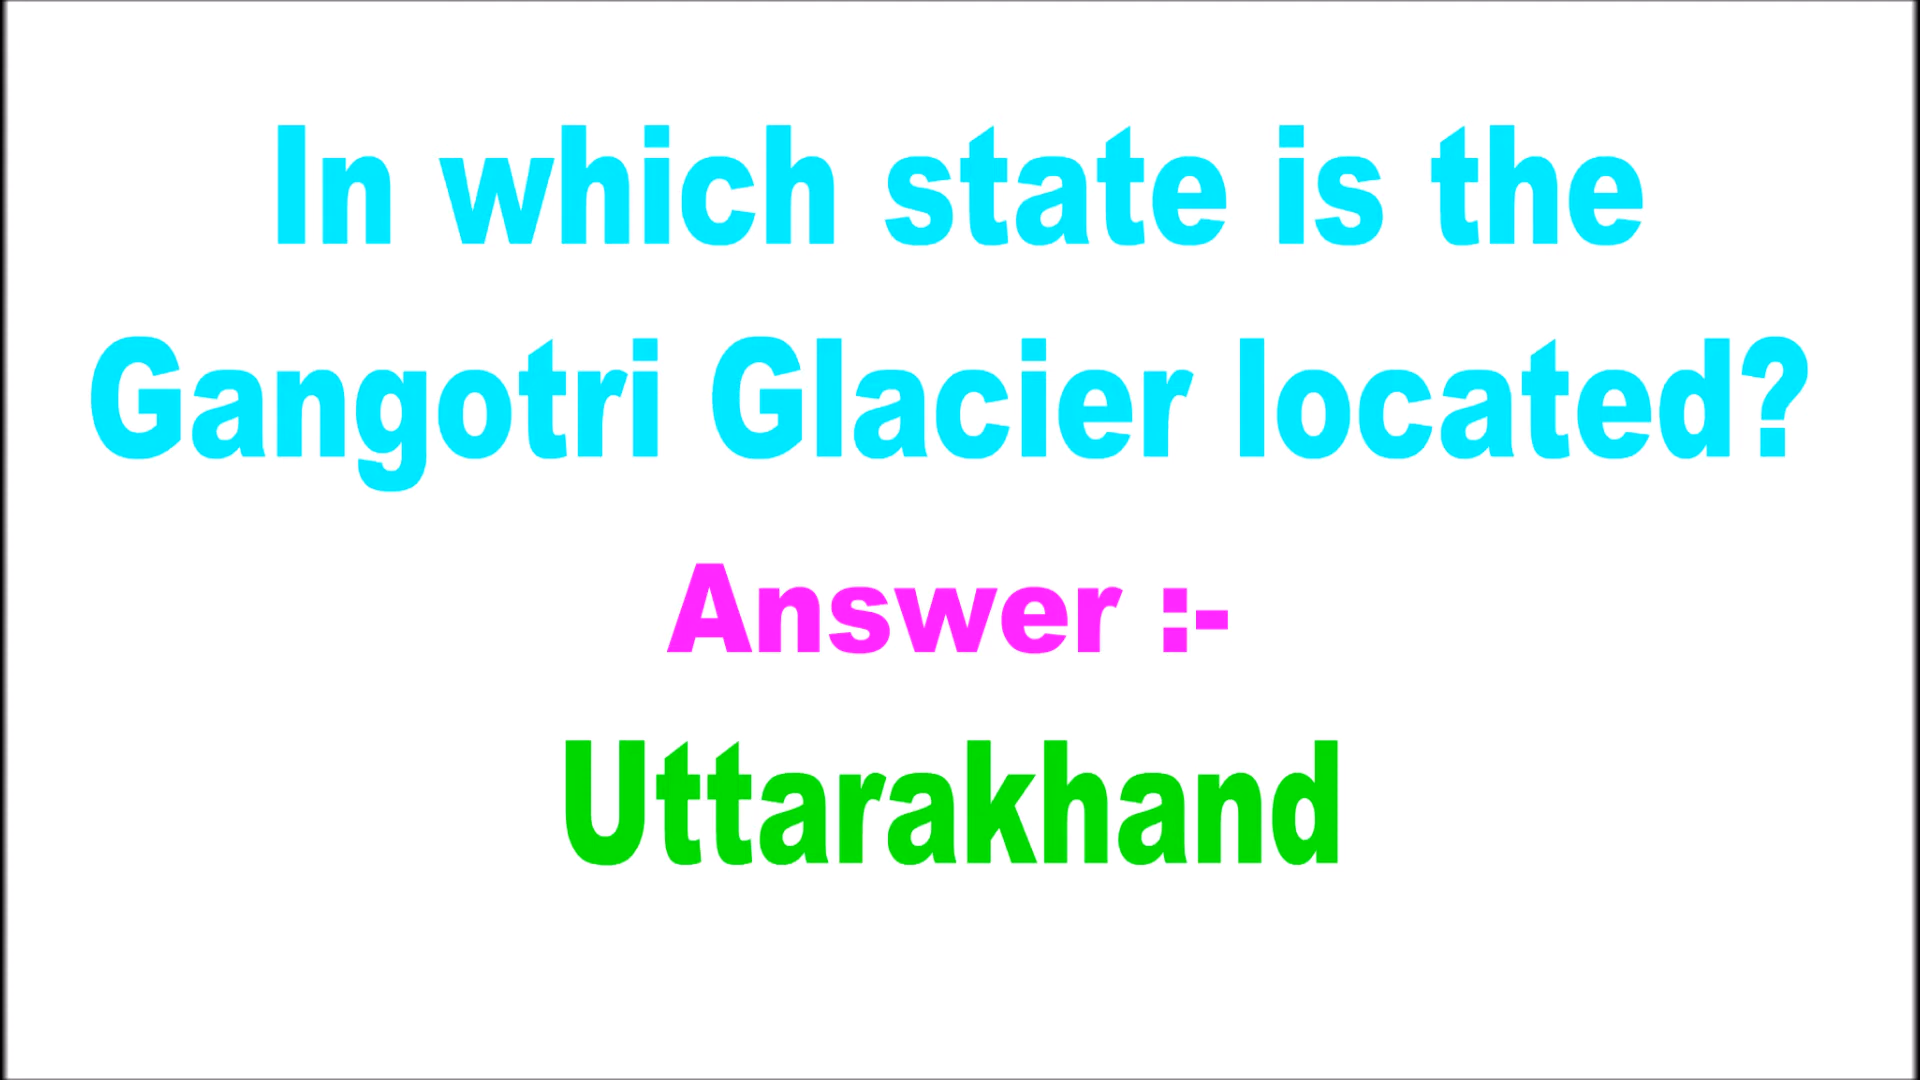 In which state is the
Gangotri Glacier located?
Answer :-
Uttarakhand